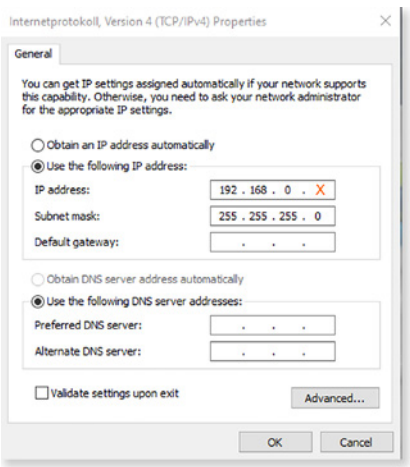 Internetprotokoll, Version 4 (TCP/IPv4) Properties
General
You can get IP settings assigned automatically if your network supports
this capability. Otherwise, you need to ask your network administrator
for the appropriate IP settings.
Obtain an IP address automatically
Use the following IP address:
IP address: 192 . 168 . 0 . X
Subnet mask: 255 . 255 . 255 . 0
Default gateway: . . .
Obtain DNS server address automatically
Use the following DNS server addresses:
Preferred DNS server: . . .
Alternate DNS server: . . .
Validate settings upon exit
Advanced...
OK Cancel